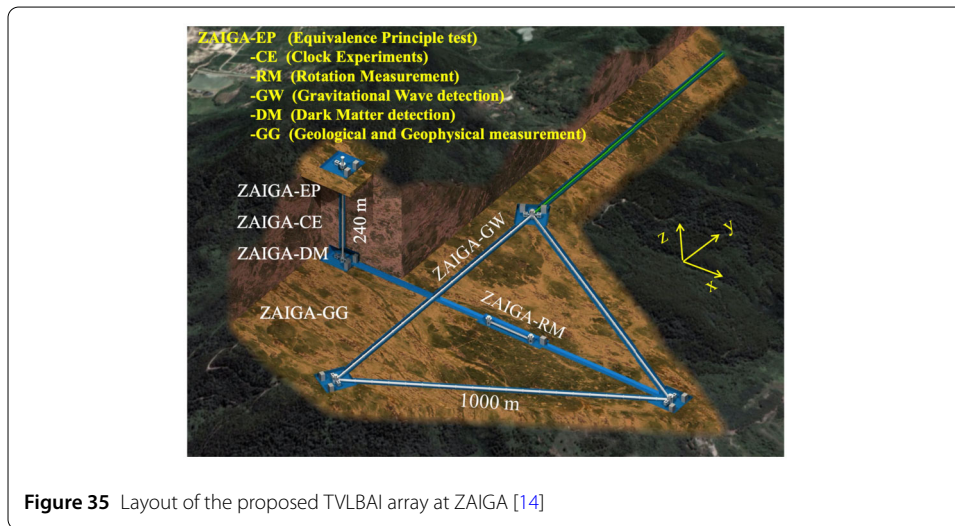 ZAIGA-EP (Equivalence Principle test)
-CE (Clock Experiments)
-RM (Rotation Measurement)
-GW (Gravitational Wave detection)
-DM (Dark Matter detection)
-GG (Geological and Geophysical measurement)
ZAIGA-EP
ZAIGA-CE
ZAIGA-DM
240 m
ZAIGA-GW
ZAIGA-RM
ZAIGA-GG
1000 m
z
y
x
Figure 35 Layout of the proposed TVLBAI array at ZAIGA [14]